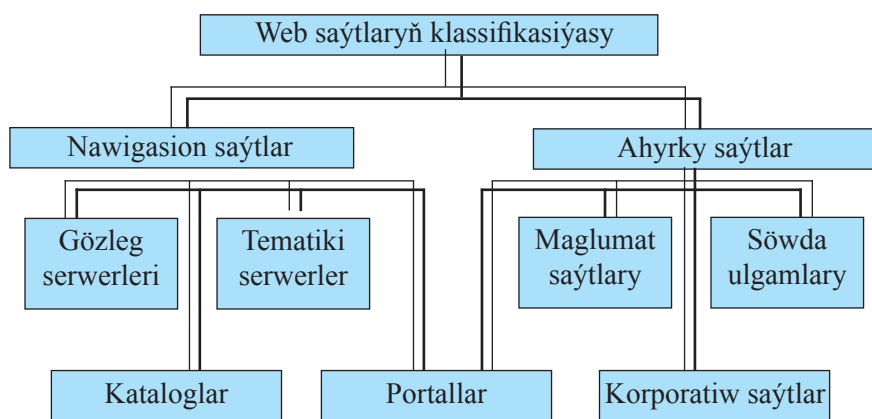 Web saýtlaryň klassifikasiýasy
Nawigasion saýtlar
Ahyrky saýtlar
Gözleg
serwerleri
Tematiki
serwerler
Maglumat
saýtlary
Söwda
ulgamlary
Kataloglar
Portallar
Korporatiw saýtlar